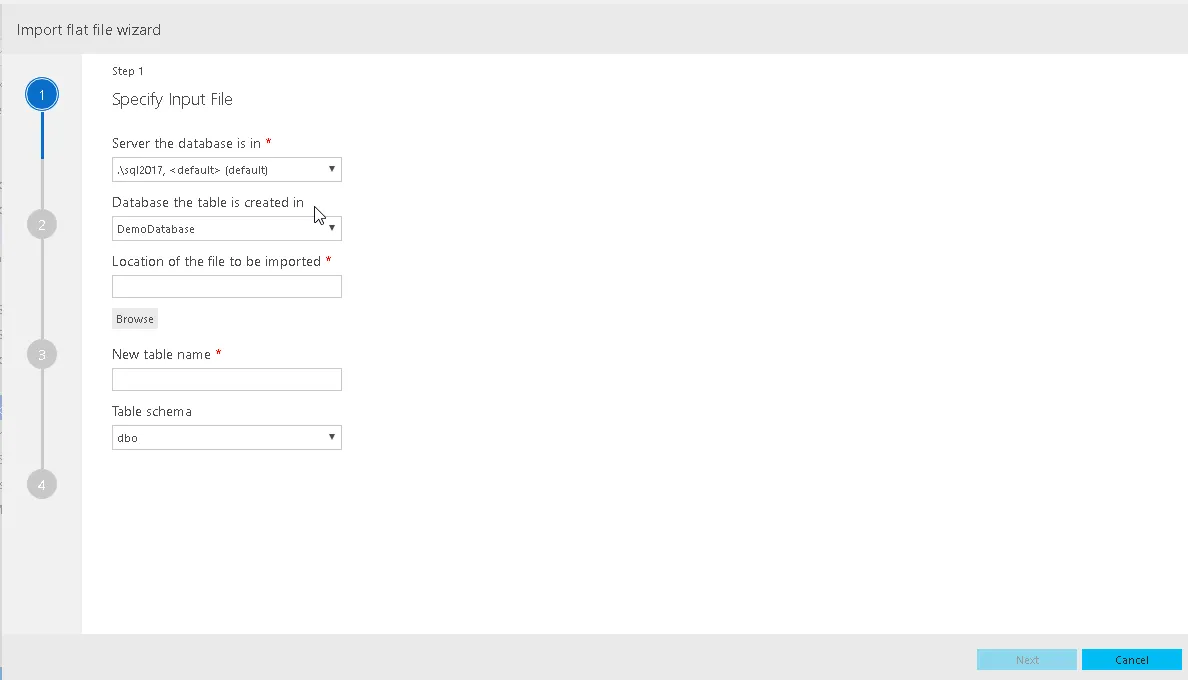 Import flat file wizard
1
Step 1
Specify Input File
Server the database is in *
.\sql2017, <default> (default)
Database the table is created in
2
DemoDatabase
Location of the file to be imported *
Browse
3
New table name *
Table schema
dbo
4
Next
Cancel